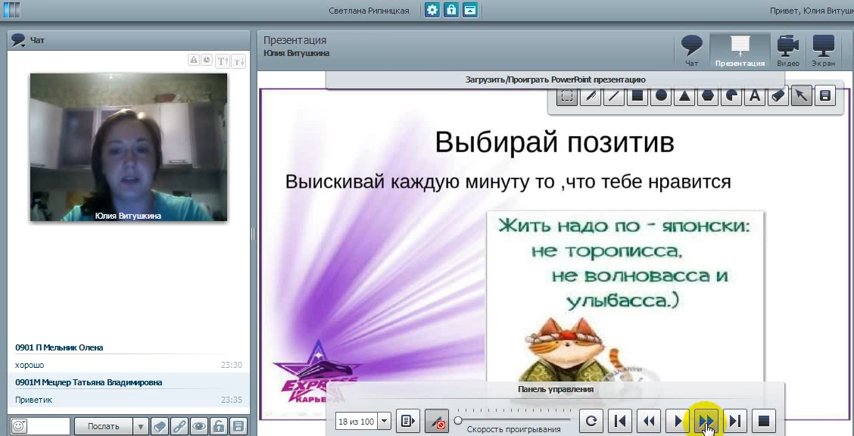 Светлана Рипницкая
Привет, Юлия Витушк
Чат
Юлия Витушкина
0901 П Мельник Олена
хорошо 23:30
0901М Мецлер Татьяна Владимировна
Приветик 23:35
Послать
Презентация
Юлия Витушкина
Чат Презентация Видео Экран
Загрузить/Проиграть PowerPoint презентацию
Выбирай позитив
Выискивай каждую минуту то ,что тебе нравится
Жить надо по - японски:
не торописса,
не волновасса и
улыбасса.)
EXPRESS
КАРЬЕ
Панель управления
18 из 100
Скорость проигрывания